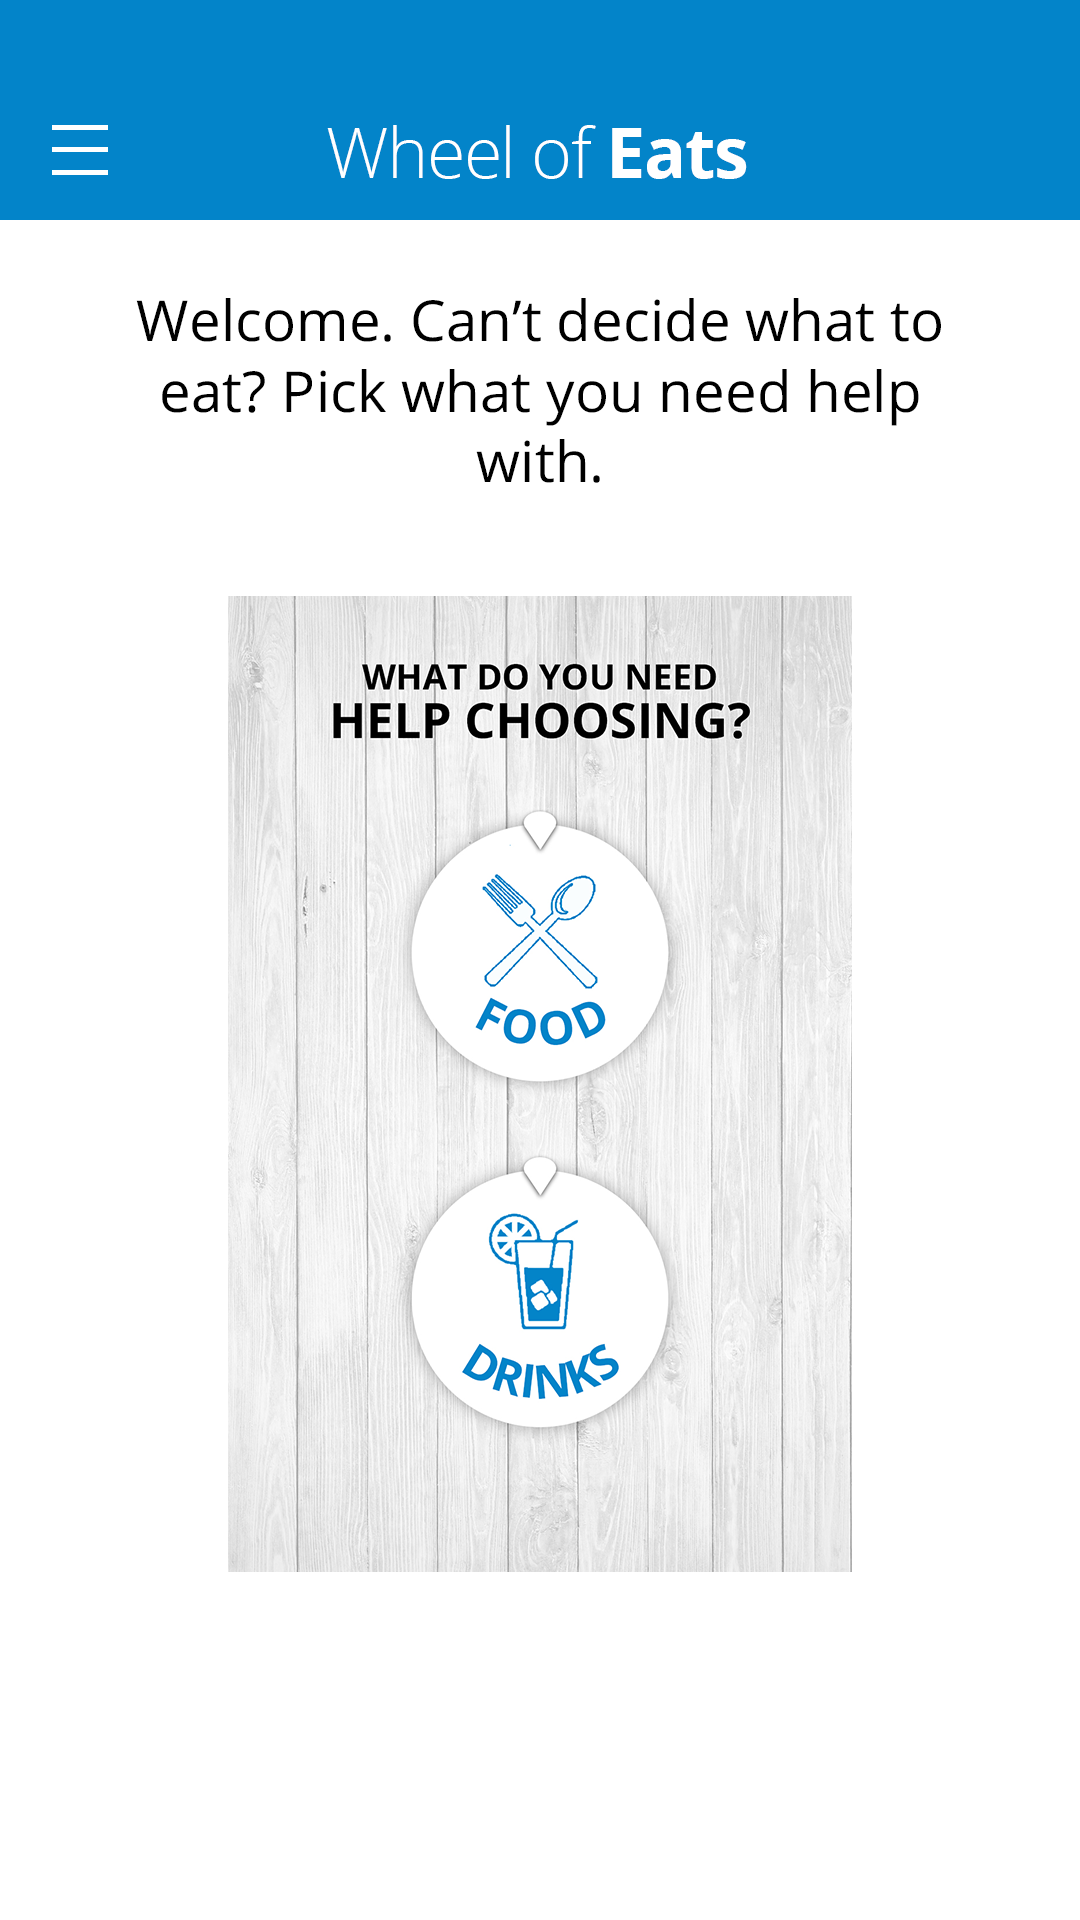 Wheel of Eats
Welcome. Can’t decide what to
eat? Pick what you need help
with.
WHAT DO YOU NEED
HELP CHOOSING?
FOOD
DRINKS